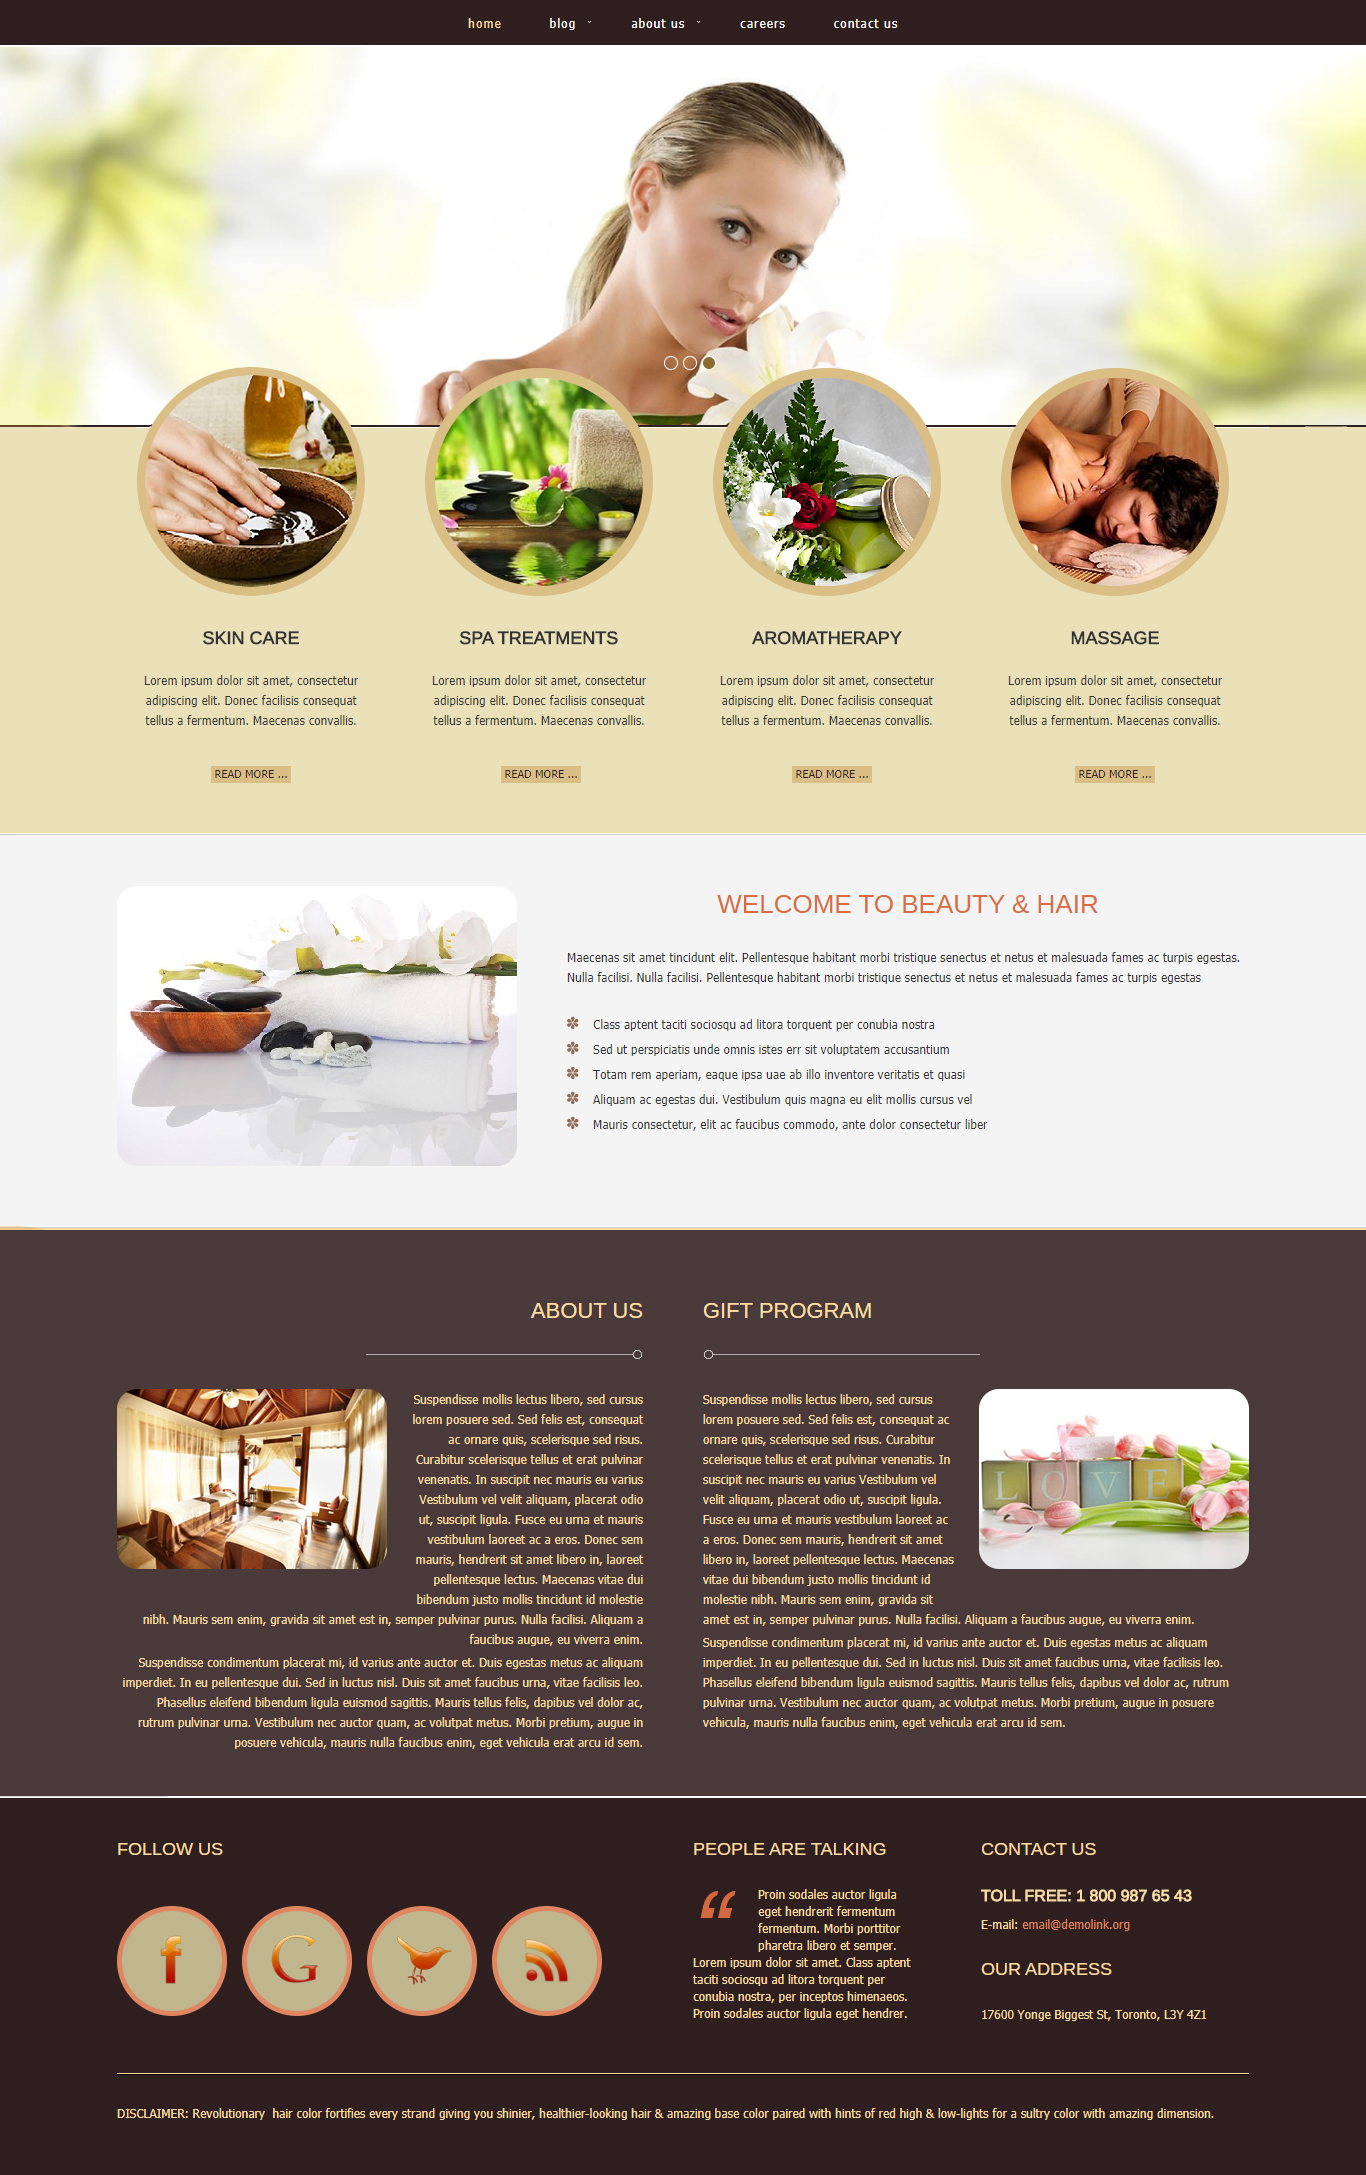 home
blog
about us
careers
contact us
SKIN CARE
Lorem ipsum dolor sit amet, consectetur
adipiscing elit. Donec facilisis consequat
tellus a fermentum. Maecenas convallis.
READ MORE ...
SPA TREATMENTS
Lorem ipsum dolor sit amet, consectetur
adipiscing elit. Donec facilisis consequat
tellus a fermentum. Maecenas convallis.
READ MORE ...
AROMATHERAPY
Lorem ipsum dolor sit amet, consectetur
adipiscing elit. Donec facilisis consequat
tellus a fermentum. Maecenas convallis.
READ MORE ...
MASSAGE
Lorem ipsum dolor sit amet, consectetur
adipiscing elit. Donec facilisis consequat
tellus a fermentum. Maecenas convallis.
READ MORE ...
WELCOME TO BEAUTY & HAIR
Maecenas sit amet tincidunt elit. Pellentesque habitant morbi tristique senectus et netus et malesuada fames ac turpis egestas.
Nulla facilisi. Nulla facilisi. Pellentesque habitant morbi tristique senectus et netus et malesuada fames ac turpis egestas
Class aptent taciti sociosqu ad litora torquent per conubia nostra
Sed ut perspiciatis unde omnis istes err sit voluptatem accusantium
Totam rem aperiam, eaque ipsa uae ab illo inventore veritatis et quasi
Aliquam ac egestas dui. Vestibulum quis magna eu elit mollis cursus vel
Mauris consectetur, elit ac faucibus commodo, ante dolor consectetur liber
ABOUT US
Suspendisse mollis lectus libero, sed cursus
lorem posuere sed. Sed felis est, consequat
ac ornare quis, scelerisque sed risus.
Curabitur scelerisque tellus et erat pulvinar
venenatis. In suscipit nec mauris eu varius
Vestibulum vel velit aliquam, placerat odio
ut, suscipit ligula. Fusce eu urna et mauris
vestibulum laoreet ac a eros. Donec sem
mauris, hendrerit sit amet libero in, laoreet
pellentesque lectus. Maecenas vitae dui
bibendum justo mollis tincidunt id molestie
nibh. Mauris sem enim, gravida sit amet est in, semper pulvinar purus. Nulla facilisi. Aliquam a
faucibus augue, eu viverra enim.
Suspendisse condimentum placerat mi, id varius ante auctor et. Duis egestas metus ac aliquam
imperdiet. In eu pellentesque dui. Sed in luctus nisl. Duis sit amet faucibus urna, vitae facilisis leo.
Phasellus eleifend bibendum ligula euismod sagittis. Mauris tellus felis, dapibus vel dolor ac,
rutrum pulvinar urna. Vestibulum nec auctor quam, ac volutpat metus. Morbi pretium, augue in
posuere vehicula, mauris nulla faucibus enim, eget vehicula erat arcu id sem.
GIFT PROGRAM
Suspendisse mollis lectus libero, sed cursus
lorem posuere sed. Sed felis est, consequat ac
ornare quis, scelerisque sed risus. Curabitur
scelerisque tellus et erat pulvinar venenatis. In
suscipit nec mauris eu varius Vestibulum vel
velit aliquam, placerat odio ut, suscipit ligula.
Fusce eu urna et mauris vestibulum laoreet ac
a eros. Donec sem mauris, hendrerit sit amet
libero in, laoreet pellentesque lectus. Maecenas
vitae dui bibendum justo mollis tincidunt id
molestie nibh. Mauris sem enim, gravida sit
amet est in, semper pulvinar purus. Nulla facilisi. Aliquam a faucibus augue, eu viverra enim.
Suspendisse condimentum placerat mi, id varius ante auctor et. Duis egestas metus ac aliquam
imperdiet. In eu pellentesque dui. Sed in luctus nisl. Duis sit amet faucibus urna, vitae facilisis leo.
Phasellus eleifend bibendum ligula euismod sagittis. Mauris tellus felis, dapibus vel dolor ac, rutrum
pulvinar urna. Vestibulum nec auctor quam, ac volutpat metus. Morbi pretium, augue in posuere
vehicula, mauris nulla faucibus enim, eget vehicula erat arcu id sem.
LOVE
FOLLOW US
f
G
PEOPLE ARE TALKING
“
Proin sodales auctor ligula
eget hendrerit fermentum
fermentum. Morbi porttitor
pharetra libero et semper.
Lorem ipsum dolor sit amet. Class aptent
taciti sociosqu ad litora torquent per
conubia nostra, per inceptos himenaeos.
Proin sodales auctor ligula eget hendrer.
CONTACT US
TOLL FREE: 1 800 987 65 43
E-mail: email@demolink.org
OUR ADDRESS
17600 Yonge Biggest St, Toronto, L3Y 4Z1
DISCLAIMER: Revolutionary  hair color fortifies every strand giving you shinier, healthier-looking hair & amazing base color paired with hints of red high & low-lights for a sultry color with amazing dimension.